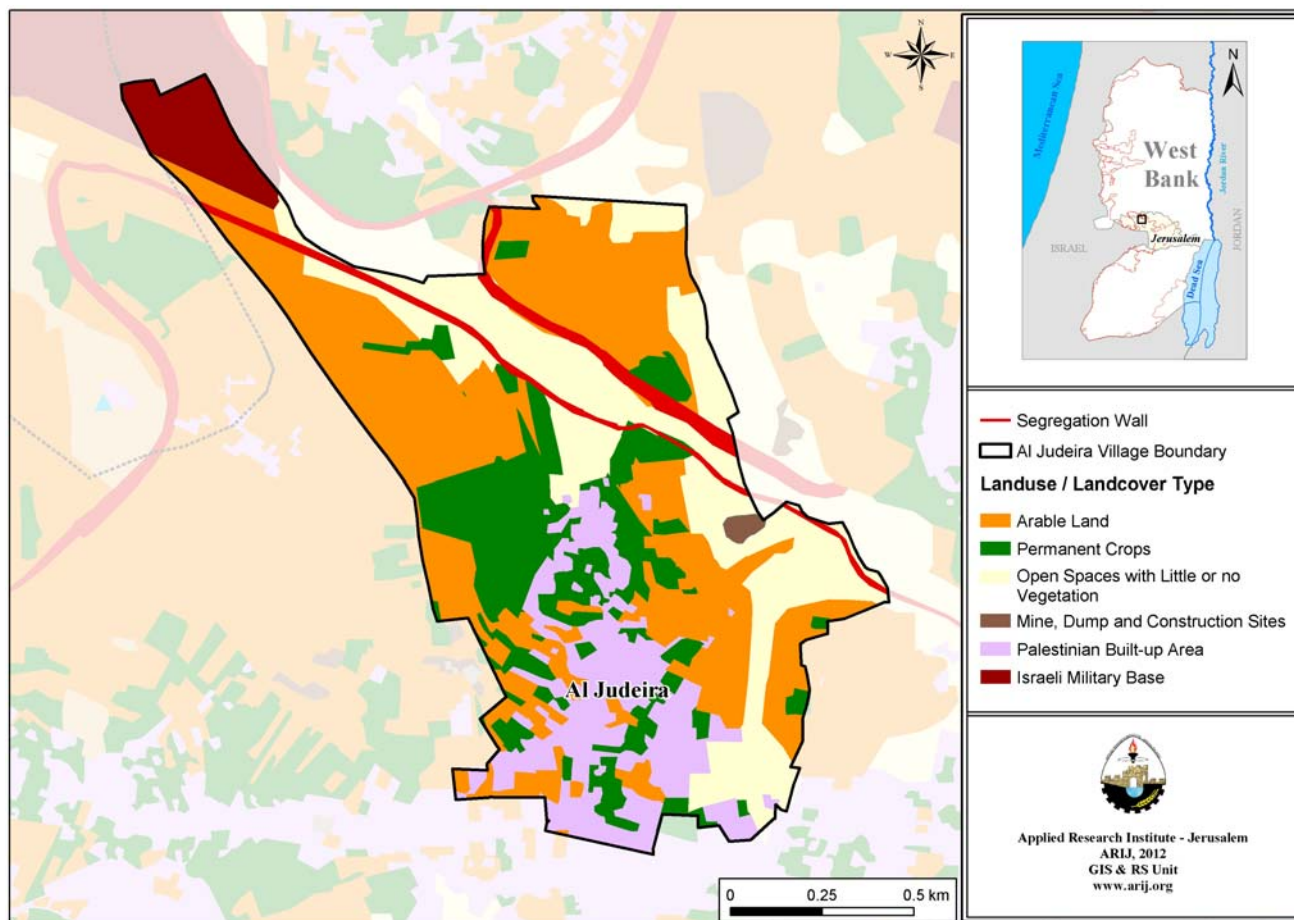 Al Judeira
0 0.25 0.5 km
N
W E
S
N
Mediterranean Sea
West
Bank
Jordan River
Jerusalem
ISRAEL
JORDAN
Dead Sea
Segregation Wall
Al Judeira Village Boundary
Landuse / Landcover Type
Arable Land
Permanent Crops
Open Spaces with Little or no
Vegetation
Mine, Dump and Construction Sites
Palestinian Built-up Area
Israeli Military Base
Applied Research Institute - Jerusalem
ARIJ, 2012
GIS & RS Unit
www.arij.org